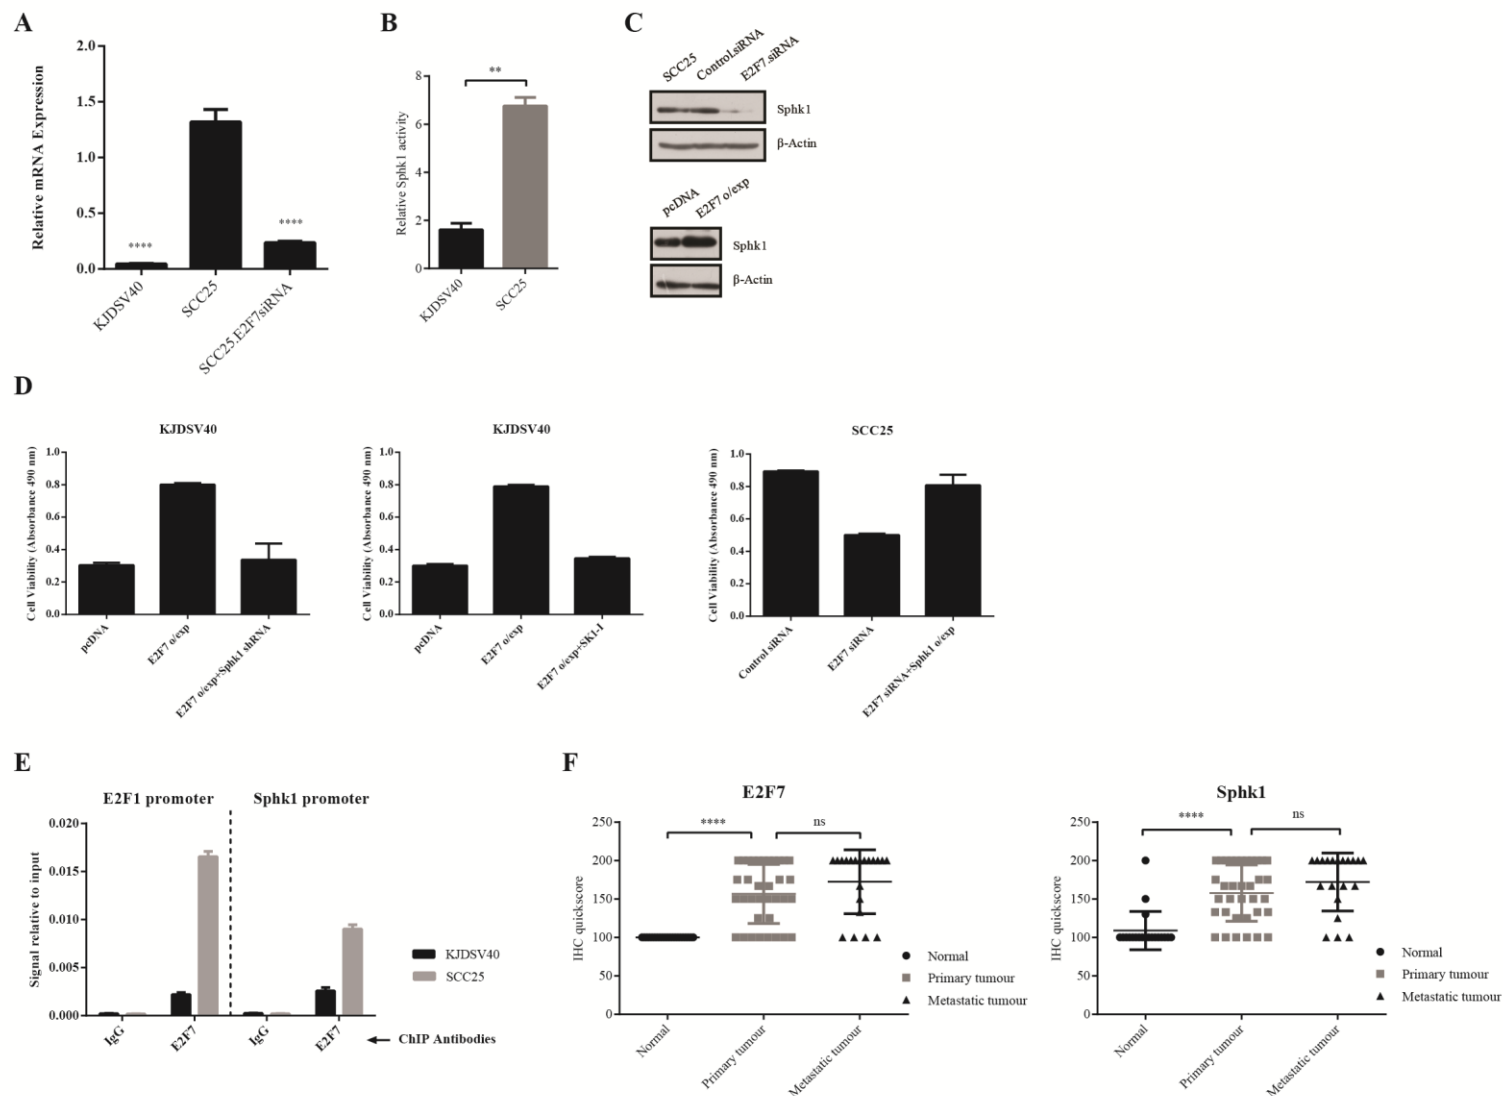 A
Relative mRNA Expression
2.0
1.5
1.0
0.5
0.0
****
****
KJDSV40
SCC25
SCC25.E2F7siRNA
B
Relative Sphk1 activity
8
6
4
2
0
**
KJDSV40
SCC25
C
SCC25
Control.siRNA
E2F7.siRNA
Sphk1
β-Actin
pcDNA
E2F7 o/exp
Sphk1
β-Actin
D
KJDSV40
Cell Viability (Absorbance 490 nm)
1.0
0.8
0.6
0.4
0.2
0.0
pcDNA
E2F7 o/exp
E2F7 o/exp+Sphk1 shRNA
KJDSV40
Cell Viability (Absorbance 490 nm)
1.0
0.8
0.6
0.4
0.2
0.0
pcDNA
E2F7 o/exp
E2F7 o/exp+SK1-I
SCC25
Cell Viability (Absorbance 490 nm)
1.0
0.8
0.6
0.4
0.2
0.0
Control siRNA
E2F7 siRNA
E2F7 siRNA+Sphk1 o/exp
E
E2F1 promoter
Sphk1 promoter
Signal relative to input
0.020
0.015
0.010
0.005
0.000
IgG
E2F7
IgG
E2F7
ChIP Antibodies
KJDSV40
SCC25
F
E2F7
IHC quickscore
250
200
150
100
50
0
****
ns
Normal
Primary tumour
Metastatic tumour
Normal
Primary tumour
Metastatic tumour
Sphk1
IHC quickscore
250
200
150
100
50
0
****
ns
Normal
Primary tumour
Metastatic tumour
Normal
Primary tumour
Metastatic tumour